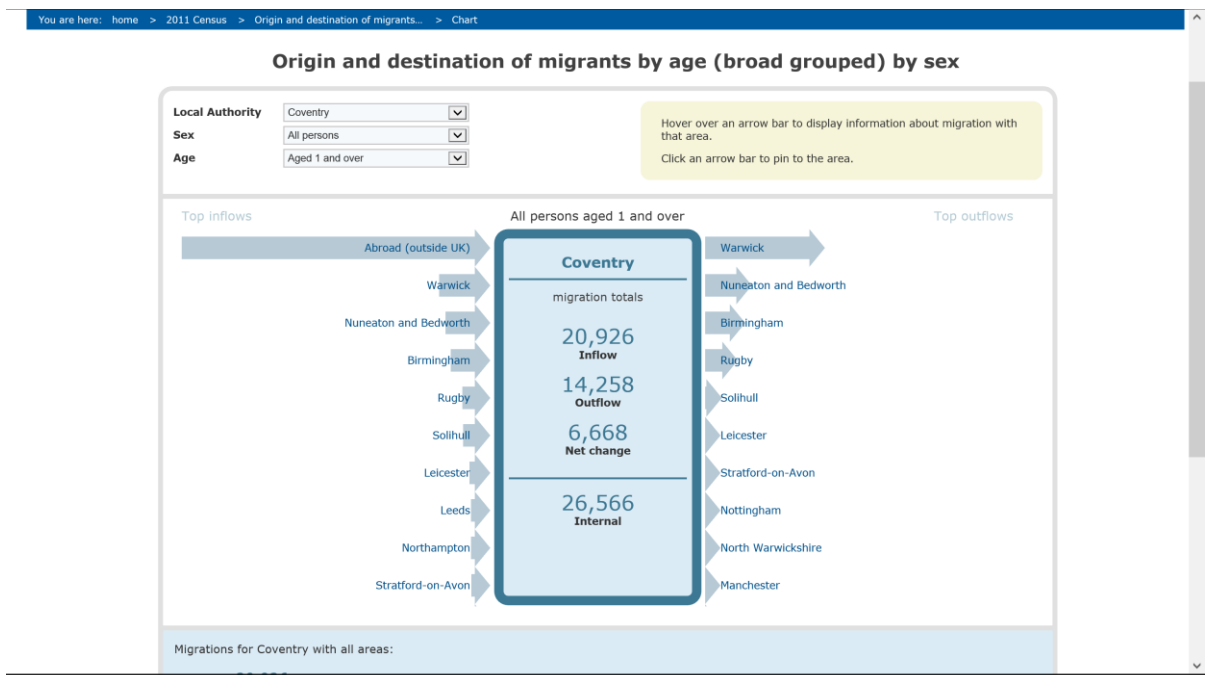 You are here: home > 2011 Census > Origin and destination of migrants... > Chart
Origin and destination of migrants by age (broad grouped) by sex
Local Authority Coventry
Sex All persons
Age Aged 1 and over
Hover over an arrow bar to display information about migration with
that area.
Click an arrow bar to pin to the area.
Top inflows
All persons aged 1 and over
Top outflows
Abroad (outside UK)
Warwick
Nuneaton and Bedworth
Birmingham
Rugby
Solihull
Leicester
Leeds
Northampton
Stratford-on-Avon
Coventry
migration totals
20,926
Inflow
14,258
Outflow
6,668
Net change
26,566
Internal
Warwick
Nuneaton and Bedworth
Birmingham
Rugby
Solihull
Leicester
Stratford-on-Avon
Nottingham
North Warwickshire
Manchester
Migrations for Coventry with all areas: